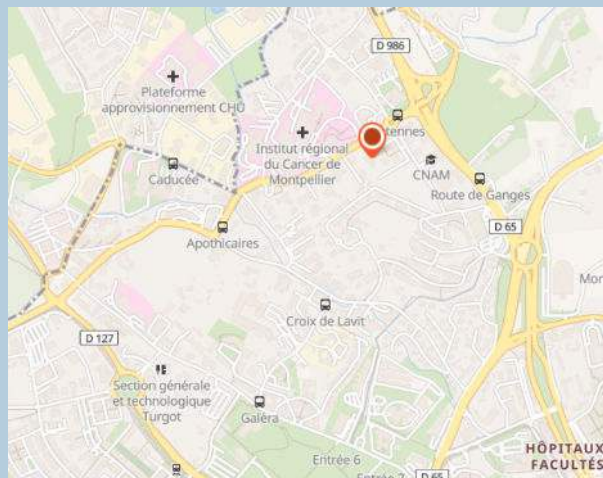 D 986
Plateforme
approvisionnement CHU
tennes
Institut régional
du Cancer de
Montpellier
CNAM
Caducée
Route de Ganges
D 65
Apothicaires
Croix de Lavit
D 127
Section générale
et technologique
Turgot
Galéra
HÔPITAUX
FACULTÉS
Entrée 6
D 65